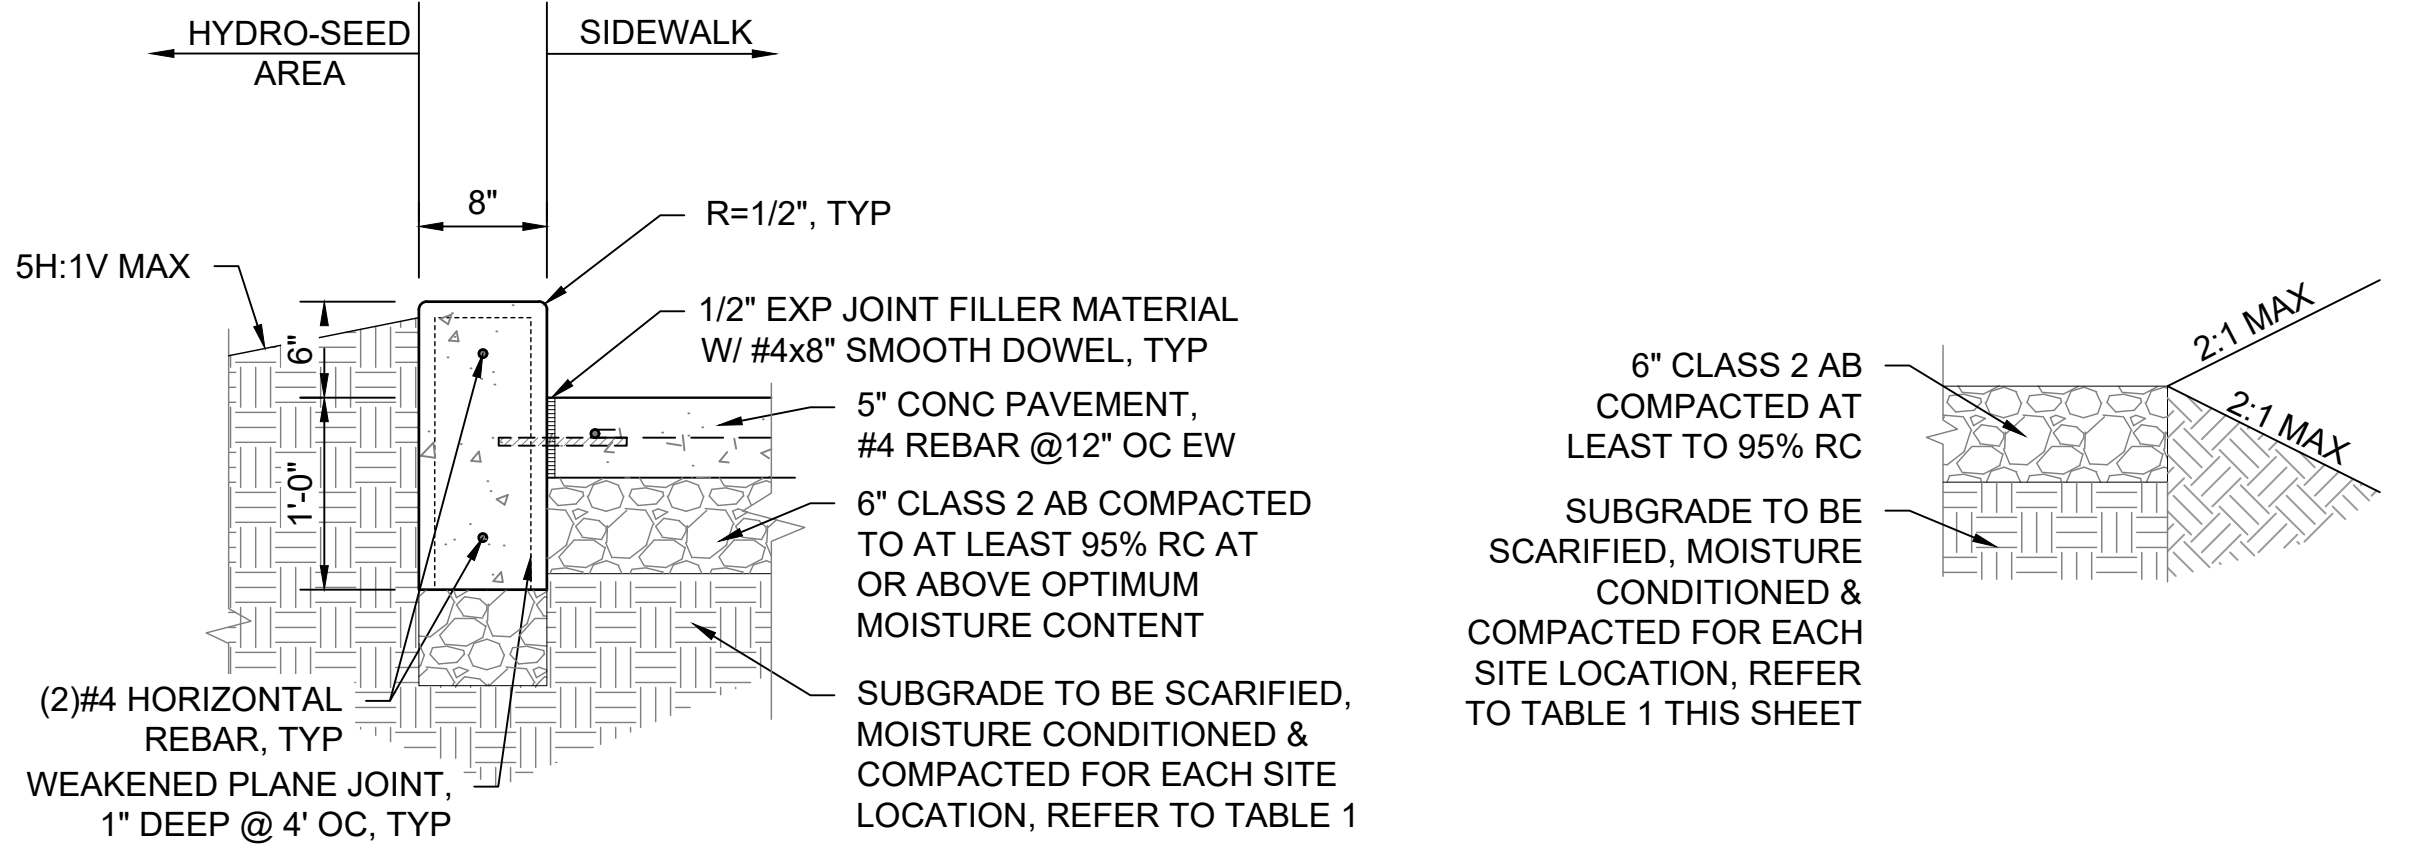 HYDRO-SEED
AREA
SIDEWALK
8"
R=1/2", TYP
5H:1V MAX
6"
1'-0"
1/2" EXP JOINT FILLER MATERIAL
W/ #4x8" SMOOTH DOWEL, TYP
5" CONC PAVEMENT,
#4 REBAR @12" OC EW
6" CLASS 2 AB COMPACTED
TO AT LEAST 95% RC AT
OR ABOVE OPTIMUM
MOISTURE CONTENT
SUBGRADE TO BE SCARIFIED,
MOISTURE CONDITIONED &
COMPACTED FOR EACH SITE
LOCATION, REFER TO TABLE 1
(2)#4 HORIZONTAL
REBAR, TYP
WEAKENED PLANE JOINT,
1" DEEP @ 4' OC, TYP
6" CLASS 2 AB
COMPACTED AT
LEAST TO 95% RC
SUBGRADE TO BE
SCARIFIED, MOISTURE
CONDITIONED &
COMPACTED FOR EACH
SITE LOCATION, REFER
TO TABLE 1 THIS SHEET
2:1 MAX
2:1 MAX